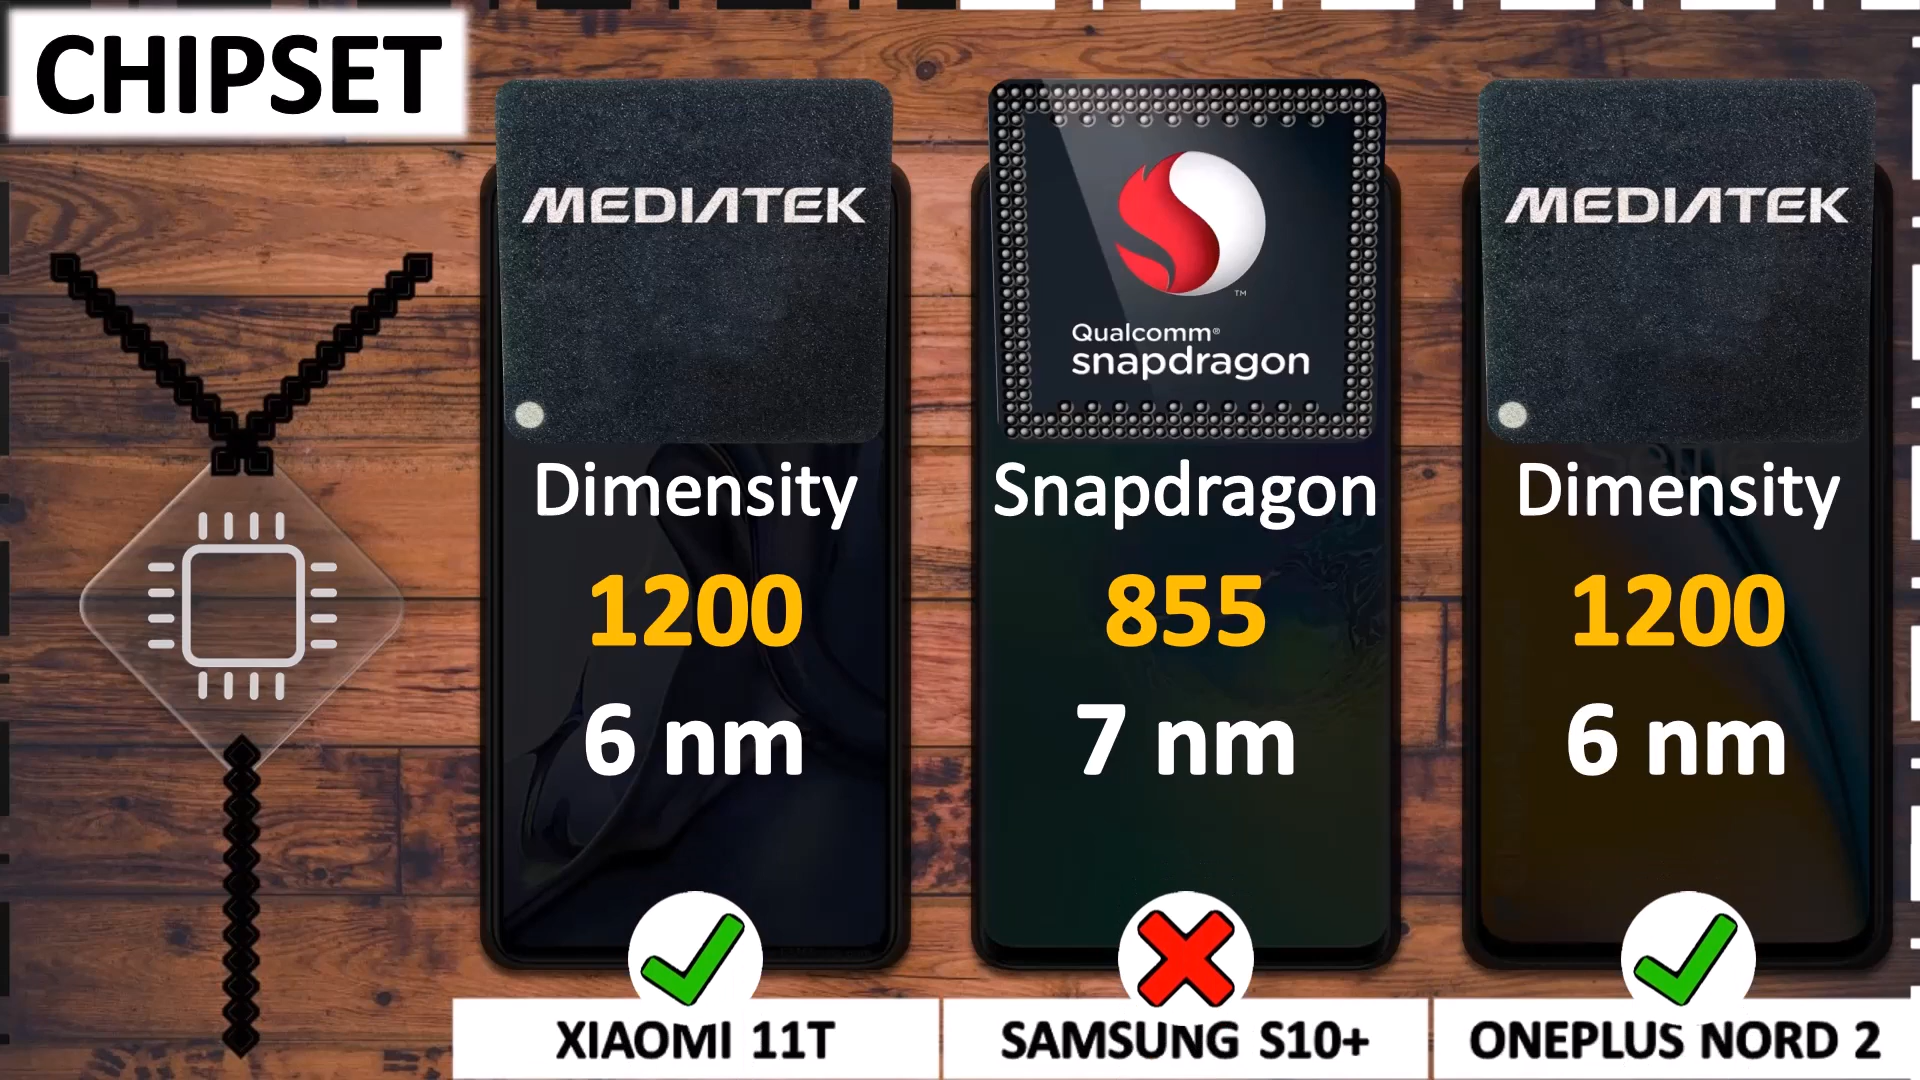 CHIPSET
MEDIATEK
Dimensity
1200
6 nm
XIAOMI 11T
Qualcomm®
snapdragon
TM
Snapdragon
855
7 nm
SAMSUNG S10+
MEDIATEK
Dimensity
1200
6 nm
ONEPLUS NORD 2